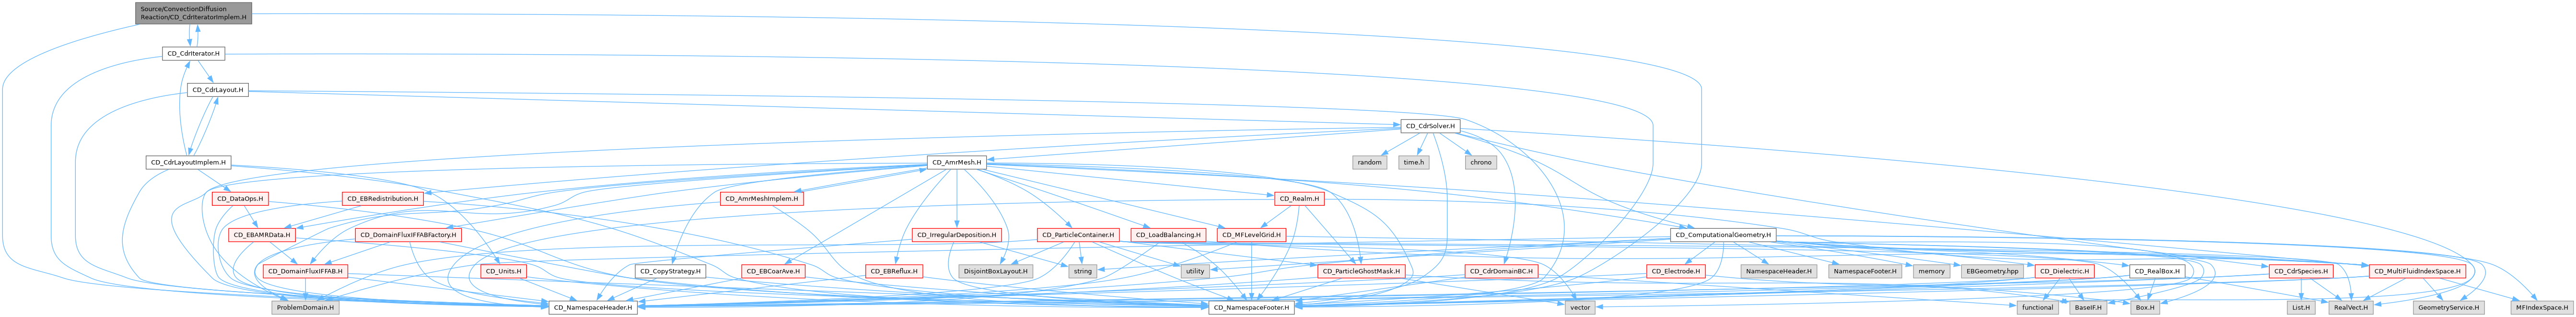 Source/ConvectionDiffusion
Reaction/CD_CdrIteratorImplem.H
CD_CdrIterator.H
CD_CdrLayout.H
CD_CdrSolver.H
CD_CdrLayoutImplem.H
CD_AmrMesh.H
random
time.h
chrono
CD_DataOps.H
CD_EBRedistribution.H
CD_AmrMeshImplem.H
CD_Realm.H
CD_EBAMRData.H
CD_DomainFluxIFFABFactory.H
CD_IrregularDeposition.H
CD_ParticleContainer.H
CD_LoadBalancing.H
CD_MFLevelGrid.H
CD_ComputationalGeometry.H
CD_DomainFluxIFFAB.H
CD_Units.H
CD_CopyStrategy.H
CD_EBCoarAve.H
CD_EBReflux.H
DisjointBoxLayout.H
string
utility
CD_ParticleGhostMask.H
CD_CdrDomainBC.H
CD_Electrode.H
NamespaceHeader.H
NamespaceFooter.H
memory
EBGeometry.hpp
CD_Dielectric.H
CD_RealBox.H
CD_CdrSpecies.H
CD_MultiFluidIndexSpace.H
ProblemDomain.H
CD_NamespaceHeader.H
CD_NamespaceFooter.H
vector
functional
BaseIF.H
Box.H
List.H
RealVect.H
GeometryService.H
MFIndexSpace.H